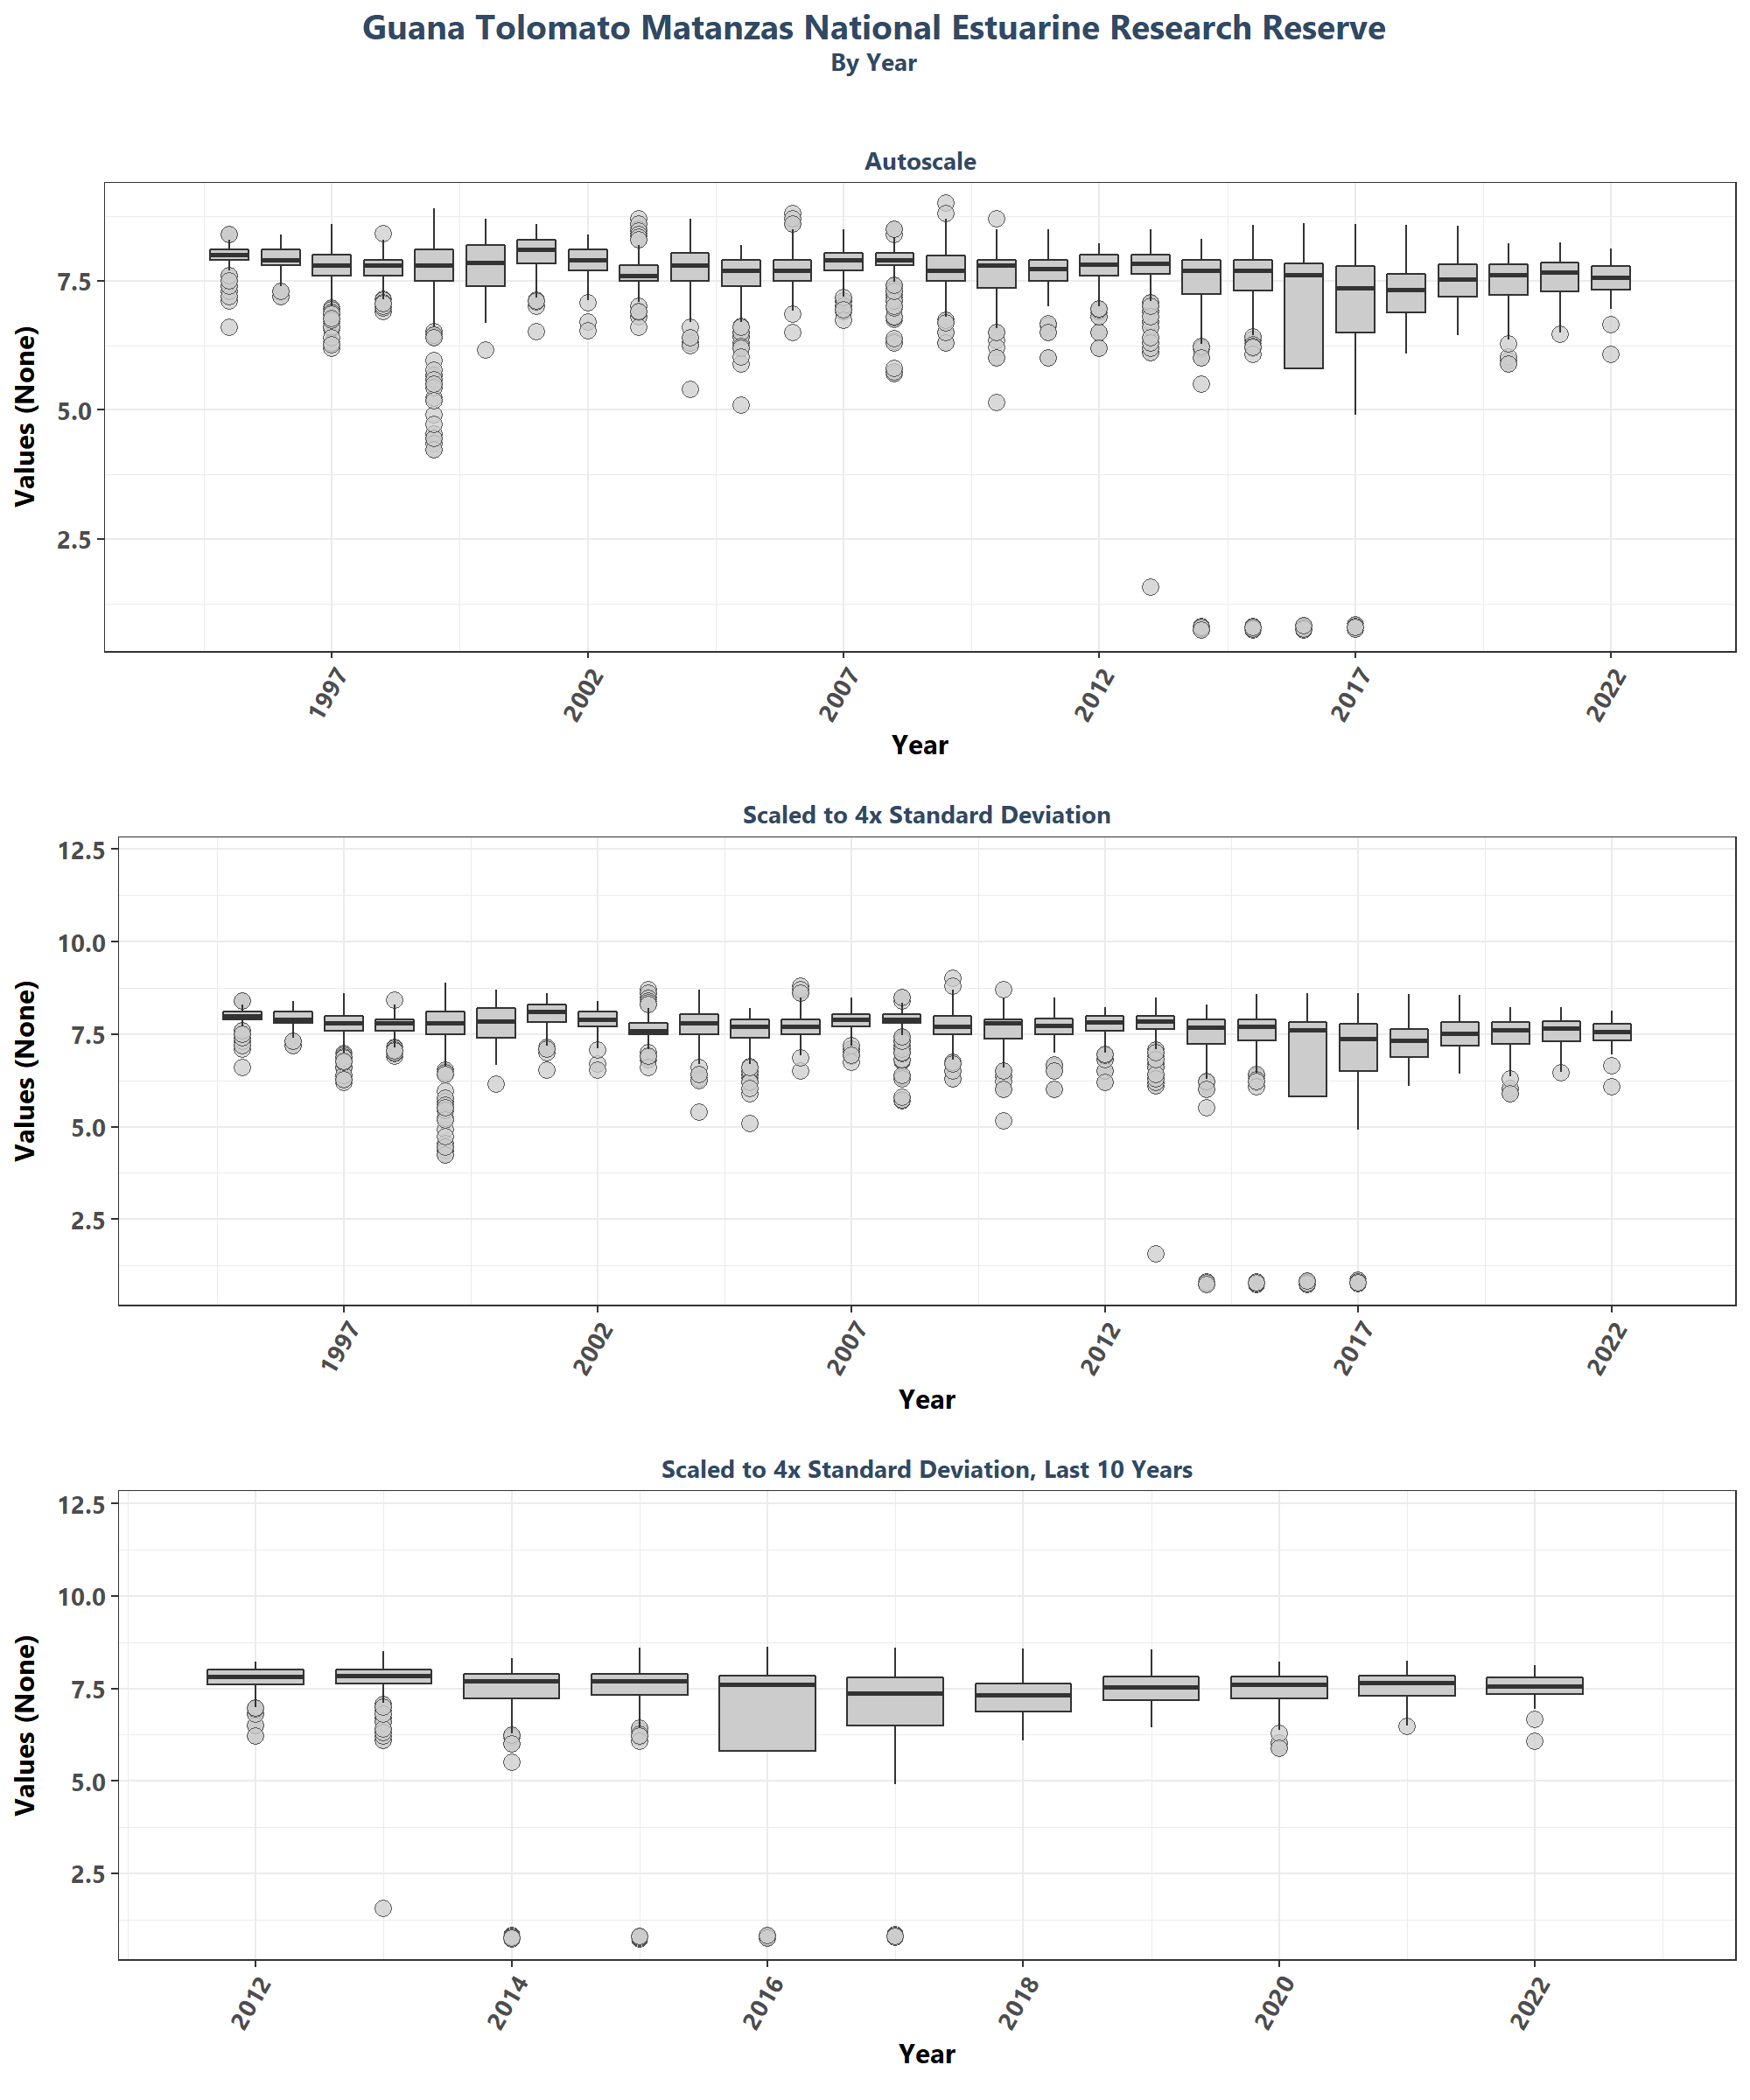 Guana Tolomato Matanzas National Estuarine Research Reserve
By Year
Autoscale
Values (None)
7.5
5.0
2.5
1997
2002
2007
2012
2017
2022
Year
Scaled to 4x Standard Deviation
Values (None)
12.5
10.0
7.5
5.0
2.5
1997
2002
2007
2012
2017
2022
Year
Scaled to 4x Standard Deviation, Last 10 Years
Values (None)
12.5
10.0
7.5
5.0
2.5
2012
2014
2016
2018
2020
2022
Year